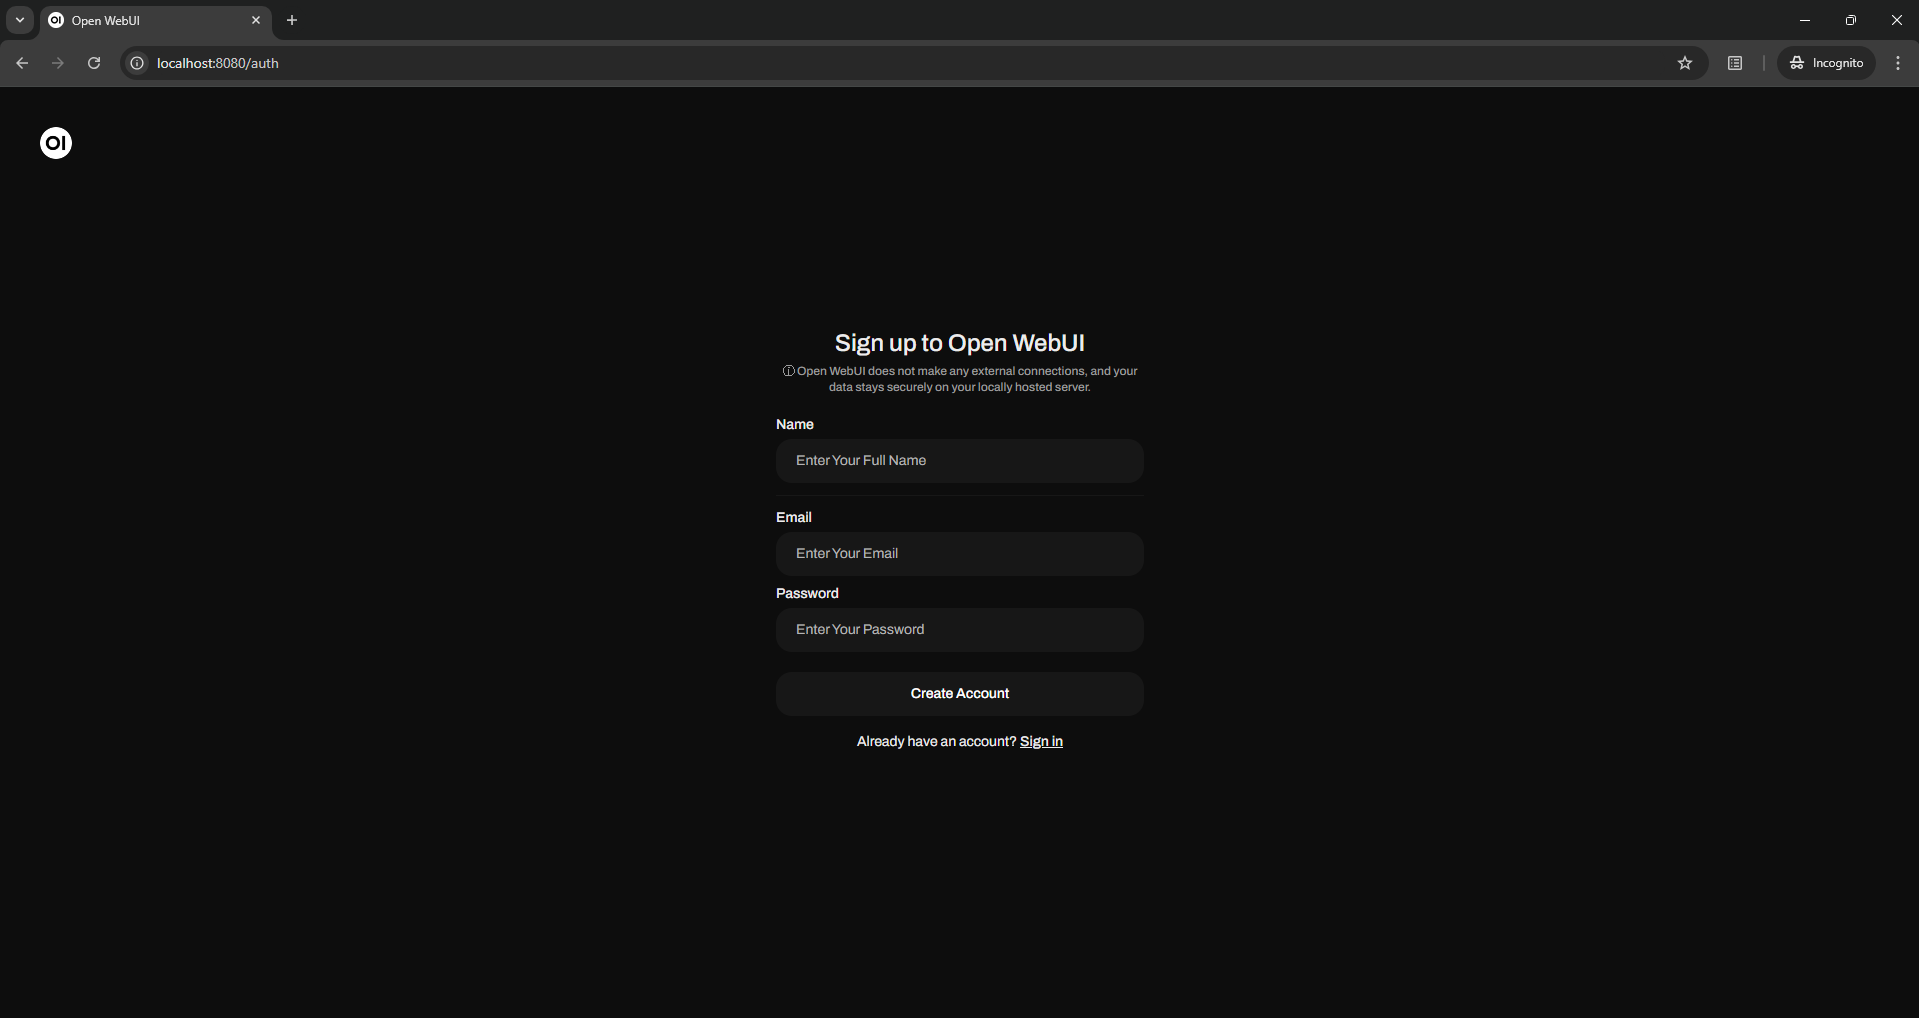 OI Open WebUI
localhost:8080/auth
Incognito
OI
Sign up to Open WebUI
Open WebUI does not make any external connections, and your
data stays securely on your locally hosted server.
Name
Enter Your Full Name
Email
Enter Your Email
Password
Enter Your Password
Create Account
Already have an account? Sign in